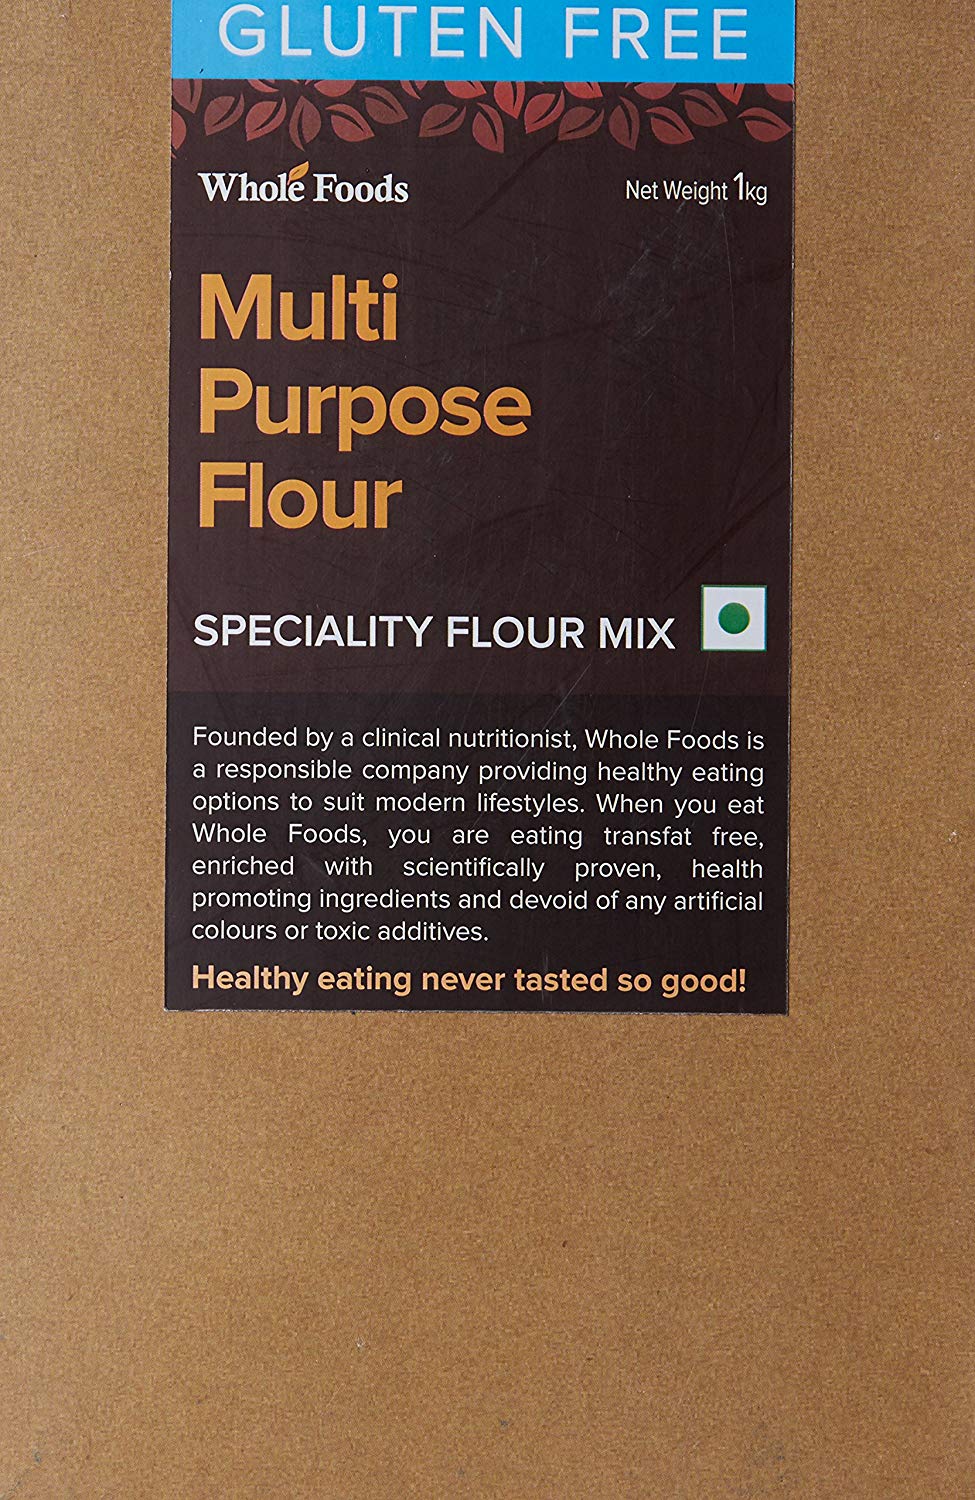 GLUTEN FREE
Whole Foods
Net Weight 1kg
Multi
Purpose
Flour
SPECIALITY FLOUR MIX
Founded by a clinical nutritionist, Whole Foods is
a responsible company providing healthy eating
options to suit modern lifestyles. When you eat
Whole Foods, you are eating transfat free,
enriched with scientifically proven, health
promoting ingredients and devoid of any artificial
colours or toxic additives.
Healthy eating never tasted so good!